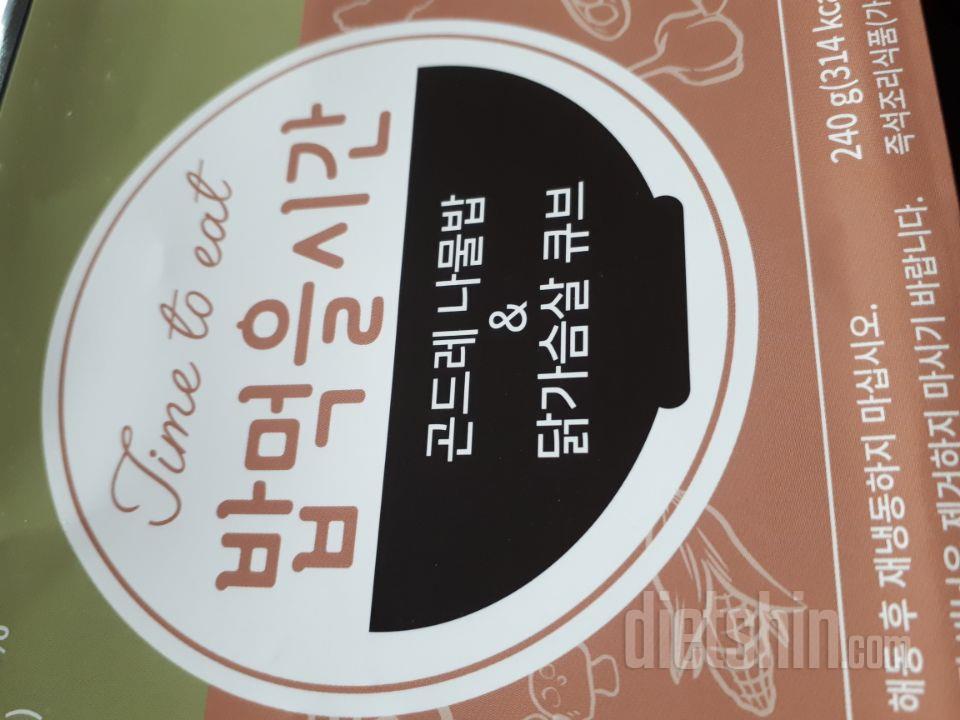 Time to eat
밥먹을시간
곤드레 나물밥
&
닭가슴살 큐브
240 g(314 kc
즉석조리식품(가
해동 후 재냉동하지 마십시오.
제거하지 마시기 바랍니다.
dietshin.com